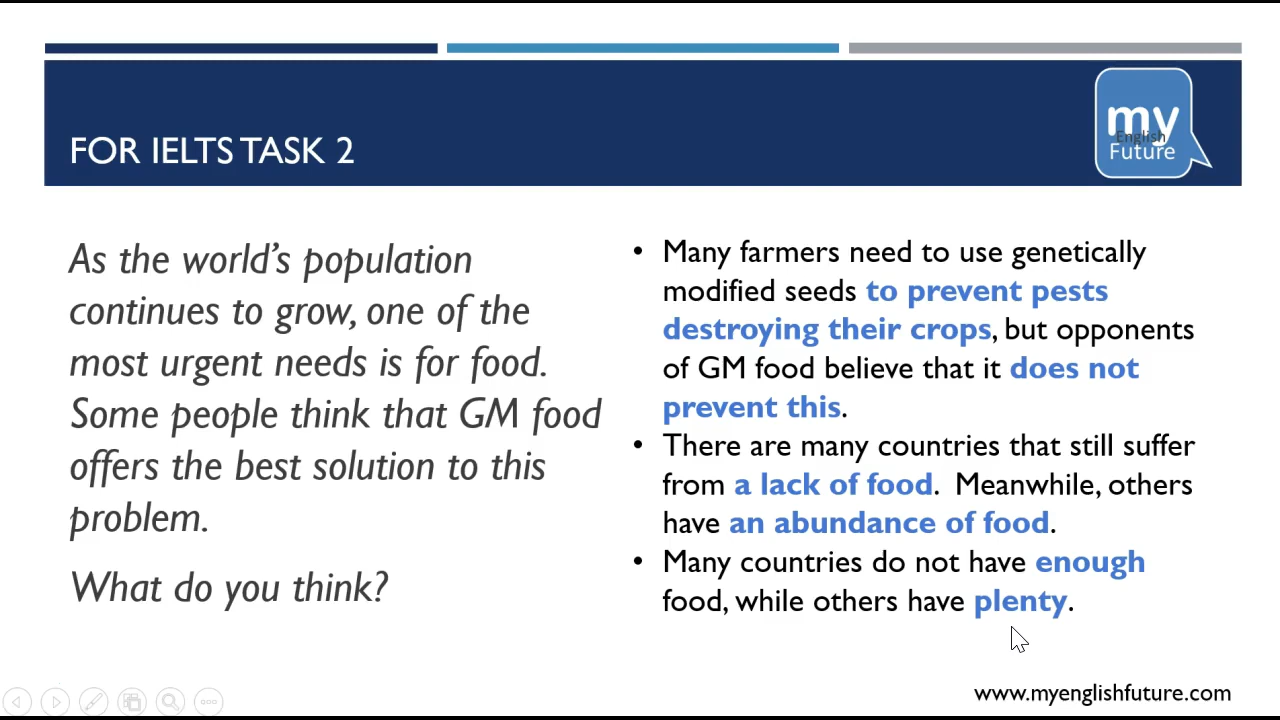 FOR IELTS TASK 2
my
English
Future
As the world's population
continues to grow, one of the
most urgent needs is for food.
Some people think that GM food
offers the best solution to this
problem.
What do you think?
• Many farmers need to use genetically
modified seeds to prevent pests
destroying their crops, but opponents
of GM food believe that it does not
prevent this.
• There are many countries that still suffer
from a lack of food.  Meanwhile, others
have an abundance of food.
• Many countries do not have enough
food, while others have plenty.
www.myenglishfuture.com